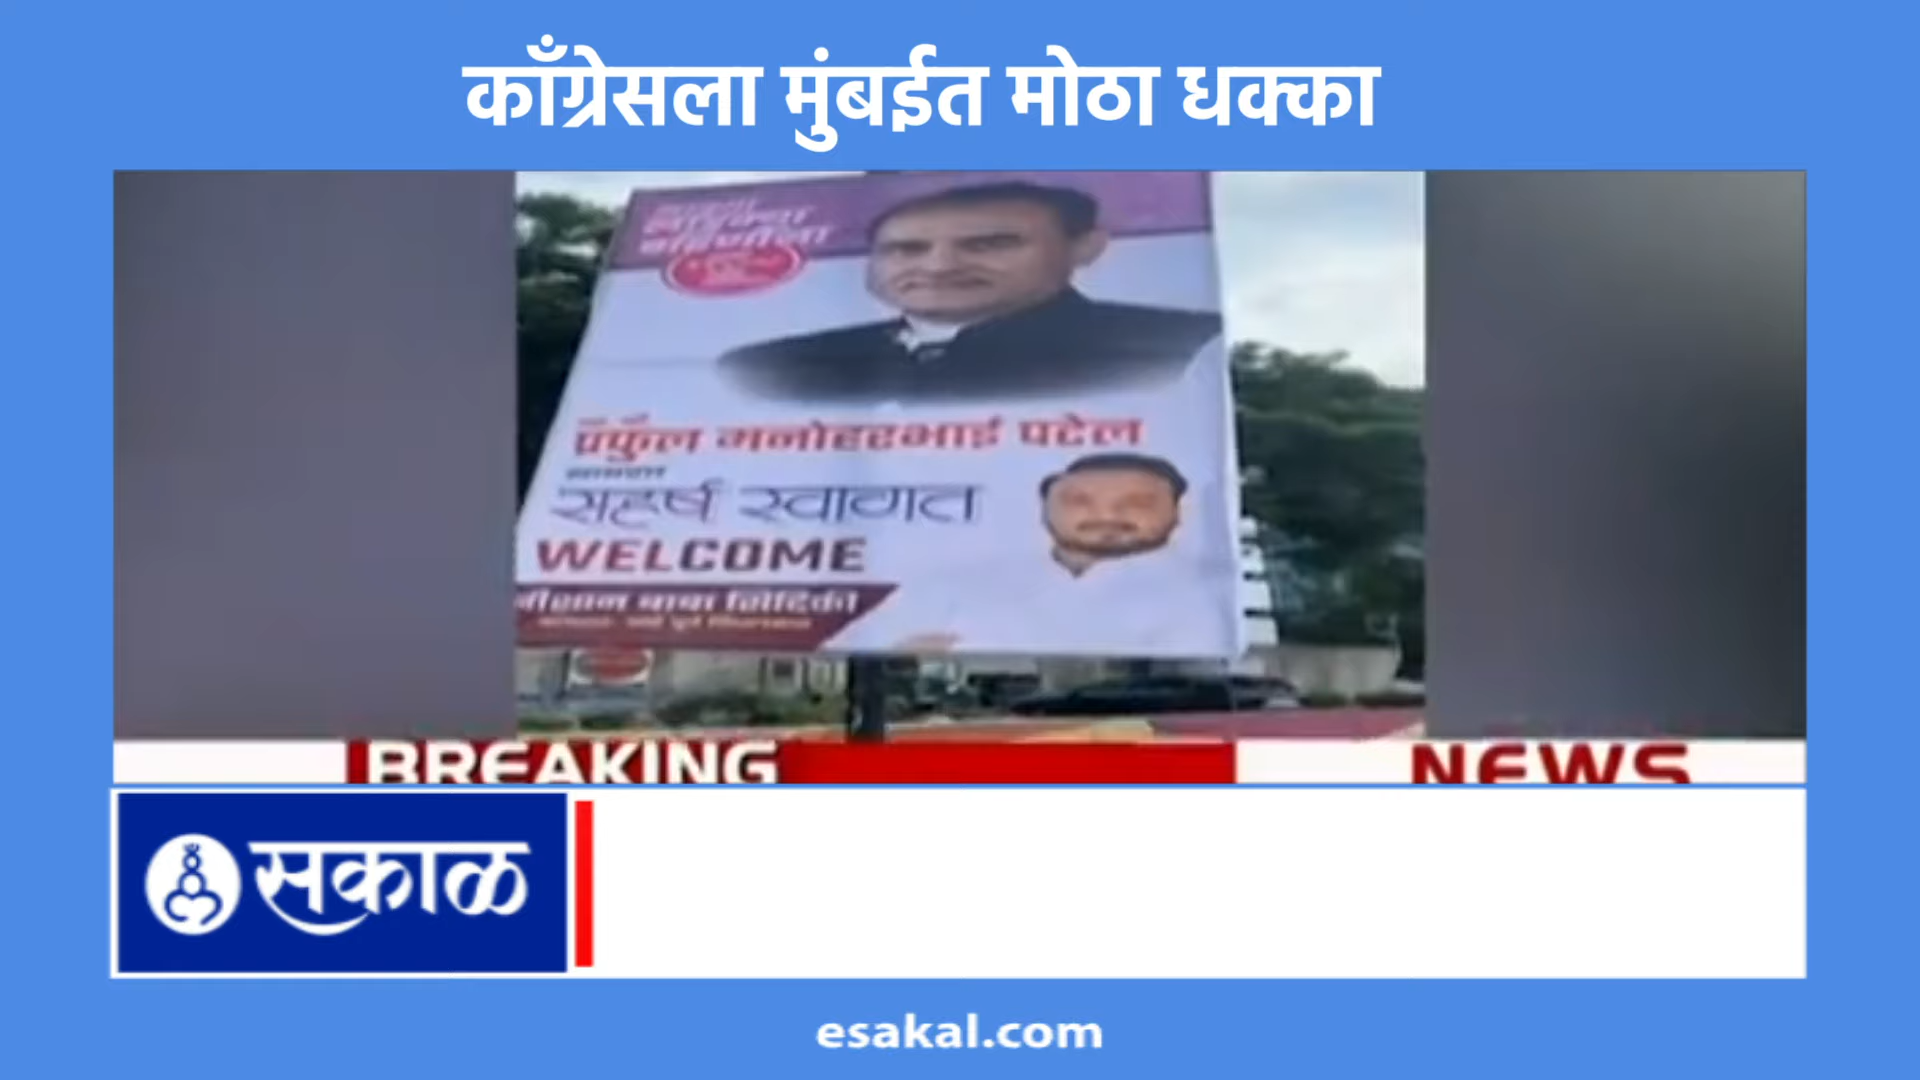 काँग्रेसला मुंबईत मोठा धक्का
प्रफुल मनोहरभाई पटेल
सहर्ष स्वागत
WELCOME
बाबा सिद्दिकी
BREAKING NEWS
सकाळ
esakal.com